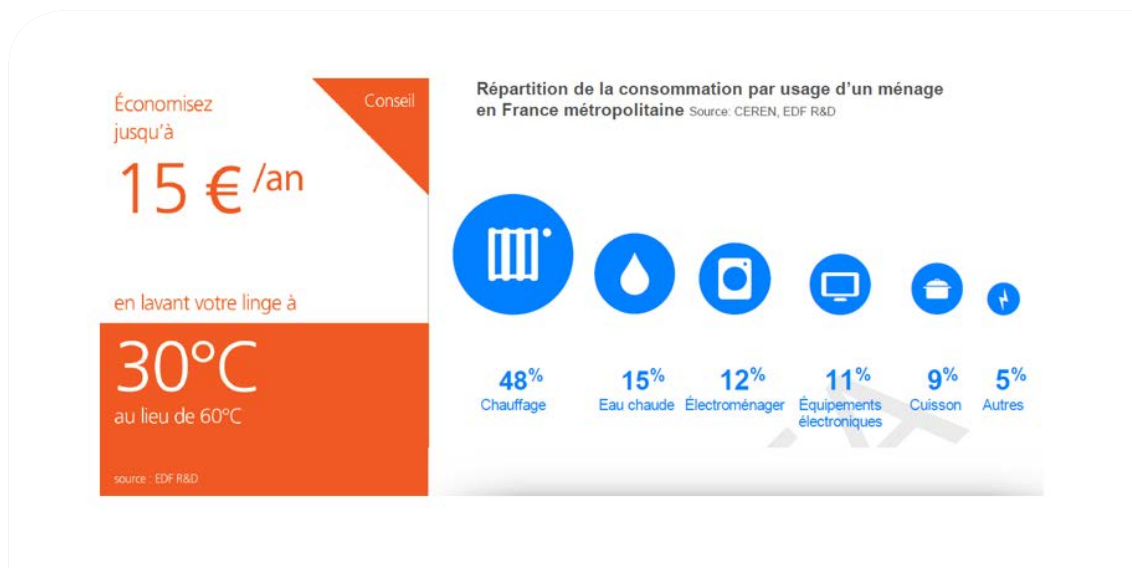 Économisez
jusqu'à
Conseil
15 € /an
en lavant votre linge à
30°C
au lieu de 60°C
source : EDF R&D
Répartition de la consommation par usage d'un ménage
en France métropolitaine Source: CEREN, EDF R&D
48% 15% 12% 11% 9% 5%
Chauffage Eau chaude Électroménager Équipements Cuisson Autres
électroniques